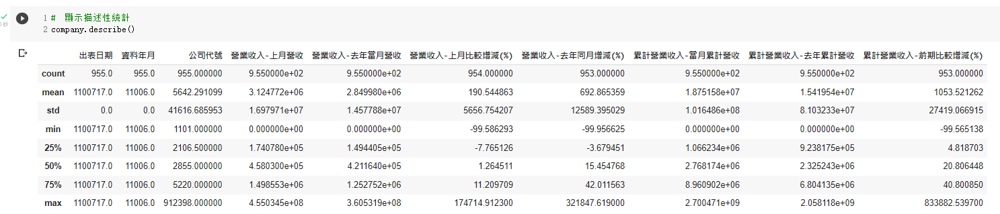 1 #  顯示描述性統計
2 company.describe()
出表日期 資料年月 公司代號 營業收入-上月營收 營業收入-去年當月營收 營業收入-上月比較增減(%) 營業收入-去年同月增減(%) 累計營業收入-當月累計營收 累計營業收入-去年累計營收 累計營業收入-前期比較增減(%)
count 955.0 955.0 955.000000 9.550000e+02 9.550000e+02 954.000000 953.000000 9.550000e+02 9.550000e+02 953.000000
mean 1100717.0 11006.0 5642.291099 3.124772e+06 2.849980e+06 190.544863 692.865359 1.875158e+07 1.541954e+07 1053.521262
std 0.0 0.0 41616.685953 1.697971e+07 1.457788e+07 5656.754207 12589.395029 1.016486e+08 8.103233e+07 27419.066915
min 1100717.0 11006.0 1101.000000 0.000000e+00 0.000000e+00 -99.586293 -99.956625 0.000000e+00 0.000000e+00 -99.565138
25% 1100717.0 11006.0 2106.500000 1.740780e+05 1.494405e+05 -7.765126 -3.679451 1.066234e+06 9.238175e+05 4.818703
50% 1100717.0 11006.0 2855.000000 4.580300e+05 4.211640e+05 1.264511 15.454768 2.768174e+06 2.325243e+06 20.806448
75% 1100717.0 11006.0 5220.000000 1.498553e+06 1.252752e+06 11.209709 42.011563 8.960902e+06 6.804135e+06 40.800850
max 1100717.0 11006.0 912398.000000 4.550345e+08 3.605319e+08 174714.912300 321847.619000 2.700471e+09 2.058118e+09 833882.539700